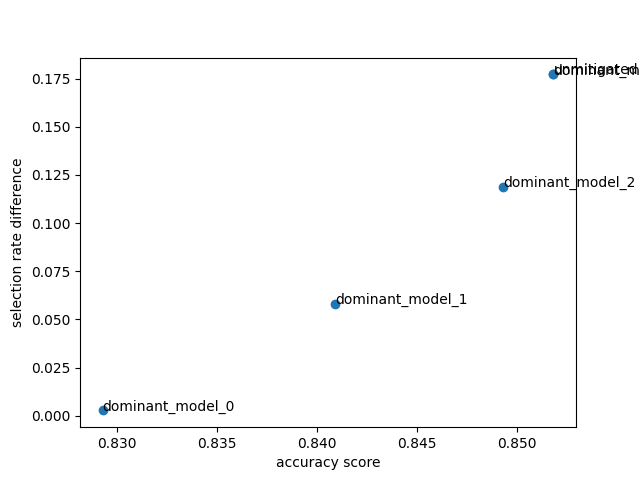 0.175
0.150
0.125
0.100
0.075
0.050
0.025
0.000
selection rate difference
unmitigated
dominant_model_2
dominant_model_1
dominant_model_0
0.830
0.835
0.840
0.845
0.850
accuracy score